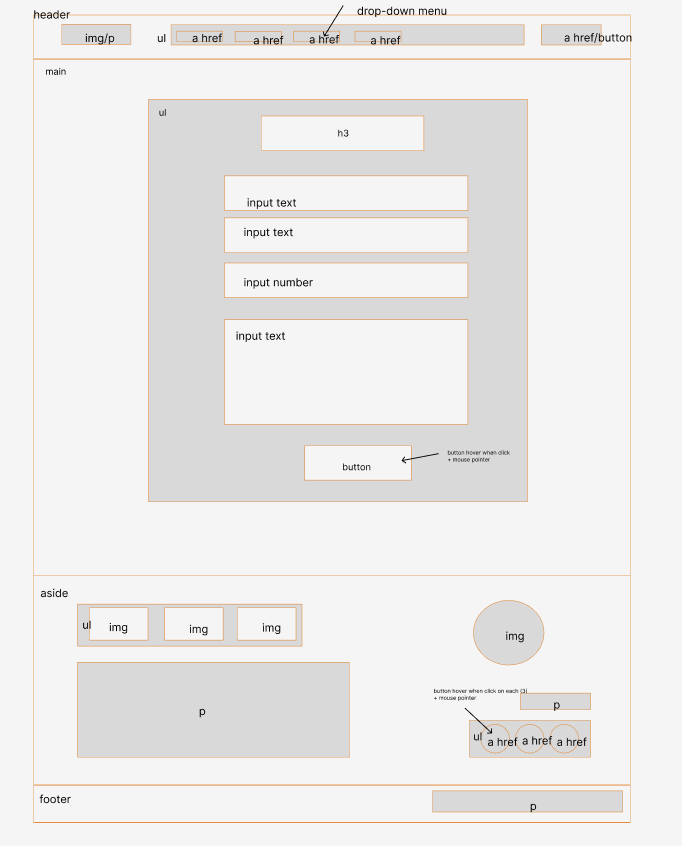 drop-down menu
header
img/p
ul
a href
a href
a href
a href
a href/button
main
ul
h3
input text
input text
input number
input text
button
button hover when click
+ mouse pointer
aside
ul
img
img
img
img
p
button hover when click on each (3)
+ mouse pointer
p
ul
a href
a href
a href
footer
p